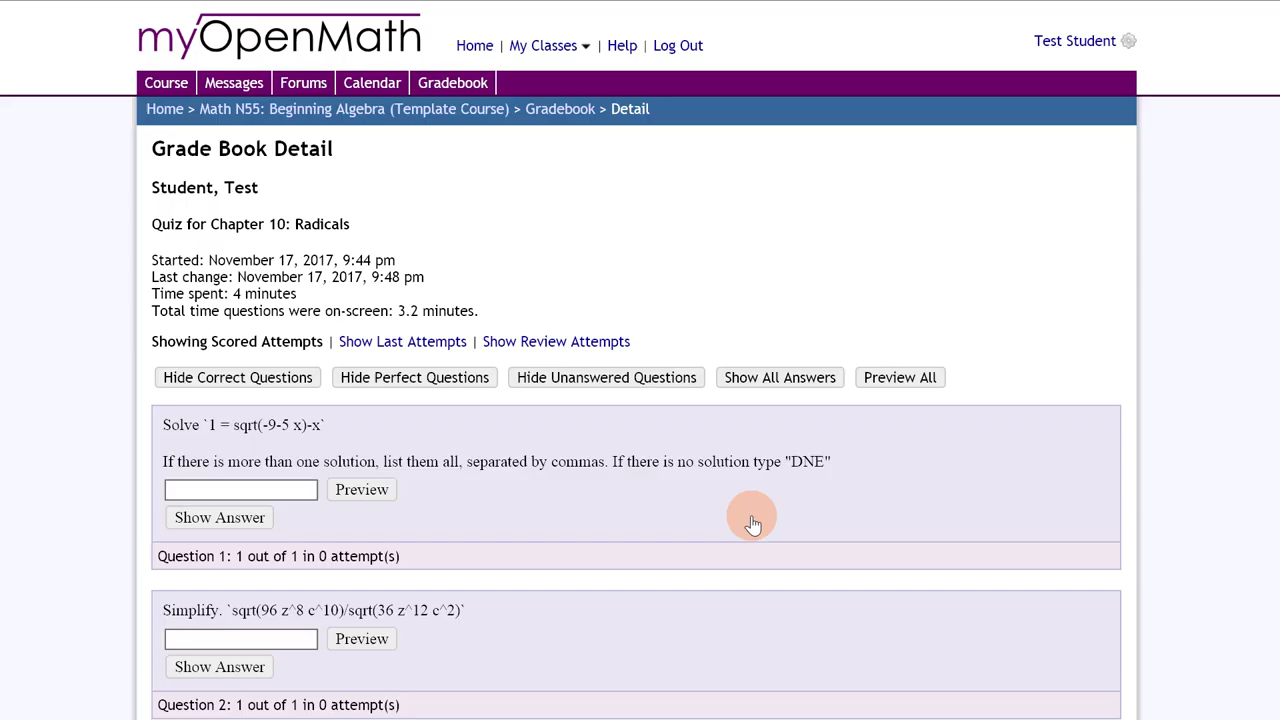 myOpenMath
Home | My Classes | Help | Log Out
Test Student
Course Messages Forums Calendar Gradebook
Home > Math N55: Beginning Algebra (Template Course) > Gradebook > Detail
Grade Book Detail
Student, Test
Quiz for Chapter 10: Radicals
Started: November 17, 2017, 9:44 pm
Last change: November 17, 2017, 9:48 pm
Time spent: 4 minutes
Total time questions were on-screen: 3.2 minutes.
Showing Scored Attempts | Show Last Attempts | Show Review Attempts
Hide Correct Questions Hide Perfect Questions Hide Unanswered Questions Show All Answers Preview All
Solve `1 = sqrt(-9-5 x)-x`
If there is more than one solution, list them all, separated by commas. If there is no solution type "DNE"
Preview
Show Answer
Question 1: 1 out of 1 in 0 attempt(s)
Simplify. `sqrt(96 z^8 c^10)/sqrt(36 z^12 c^2)`
Preview
Show Answer
Question 2: 1 out of 1 in 0 attempt(s)